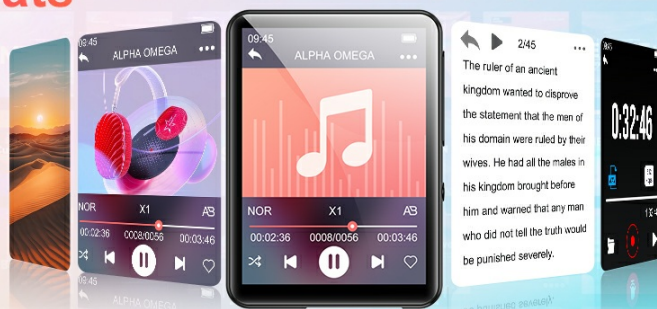 09:45
ALPHA OMEGA
NOR X1 AB
00:02:36 0008/0056 00:03:46
09:45
ALPHA OMEGA
NOR X1 AB
00:02:36 0008/0056 00:03:46
2/45
The ruler of an ancient
kingdom wanted to disprove
the statement that the men of
his domain were ruled by their
wives. He had all the males in
his kingdom brought before
him and warned that any man
who did not tell the truth would
be punished severely.
0:32:46